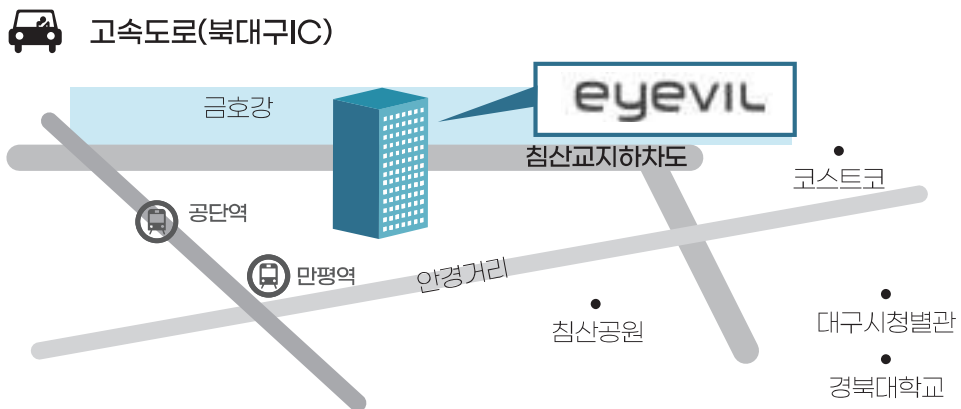 고속도로(북대구IC)
eyevil
금호강
침산교지하차도
코스트코
공단역
만평역
안경거리
침산공원
대구시청별관
경북대학교